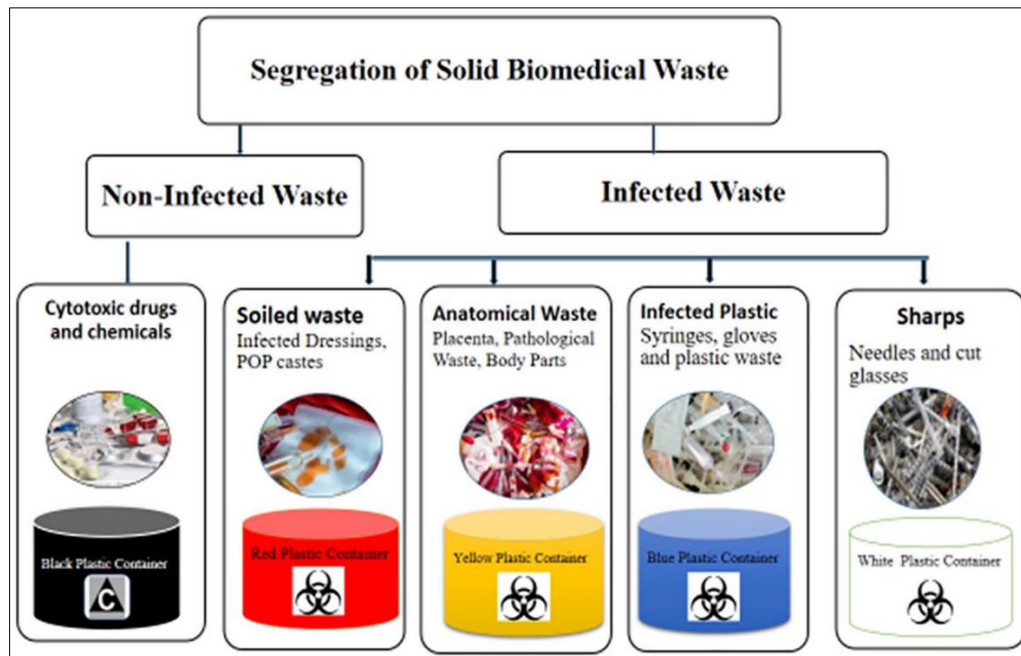 Segregation of Solid Biomedical Waste
Non-Infected Waste
Infected Waste
Cytotoxic drugs
and chemicals
Black Plastic Container
C
Soiled waste
Infected Dressings,
POP castes
Red Plastic Container
Anatomical Waste
Placenta, Pathological
Waste, Body Parts
Yellow Plastic Container
Infected Plastic
Syringes, gloves
and plastic waste
Blue Plastic Container
Sharps
Needles and cut
glasses
White Plastic Container